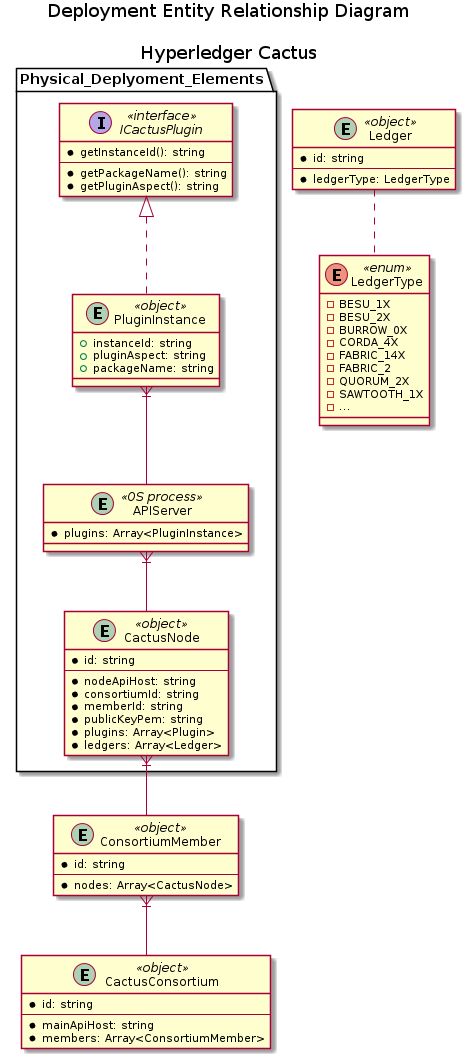 Deployment Entity Relationship Diagram
Hyperledger Cactus
Physical_Deplyoment_Elements
I
«interface»
ICactusPlugin
getInstanceId(): string
getPackageName(): string
getPluginAspect(): string
E
«object»
Ledger
id: string
ledgerType: LedgerType
E
«enum»
LedgerType
BESU_1X
BESU_2X
BURROW_0X
CORDA_4X
FABRIC_14X
FABRIC_2
QUORUM_2X
SAWTOOTH_1X
...
E
«object»
PluginInstance
instanceId: string
pluginAspect: string
packageName: string
E
«0S process»
APIServer
plugins: Array<PluginInstance>
E
«object»
CactusNode
id: string
nodeApiHost: string
consortiumId: string
memberId: string
publicKeyPem: string
plugins: Array<Plugin>
ledgers: Array<Ledger>
E
«object»
ConsortiumMember
id: string
nodes: Array<CactusNode>
E
«object»
CactusConsortium
id: string
mainApiHost: string
members: Array<ConsortiumMember>